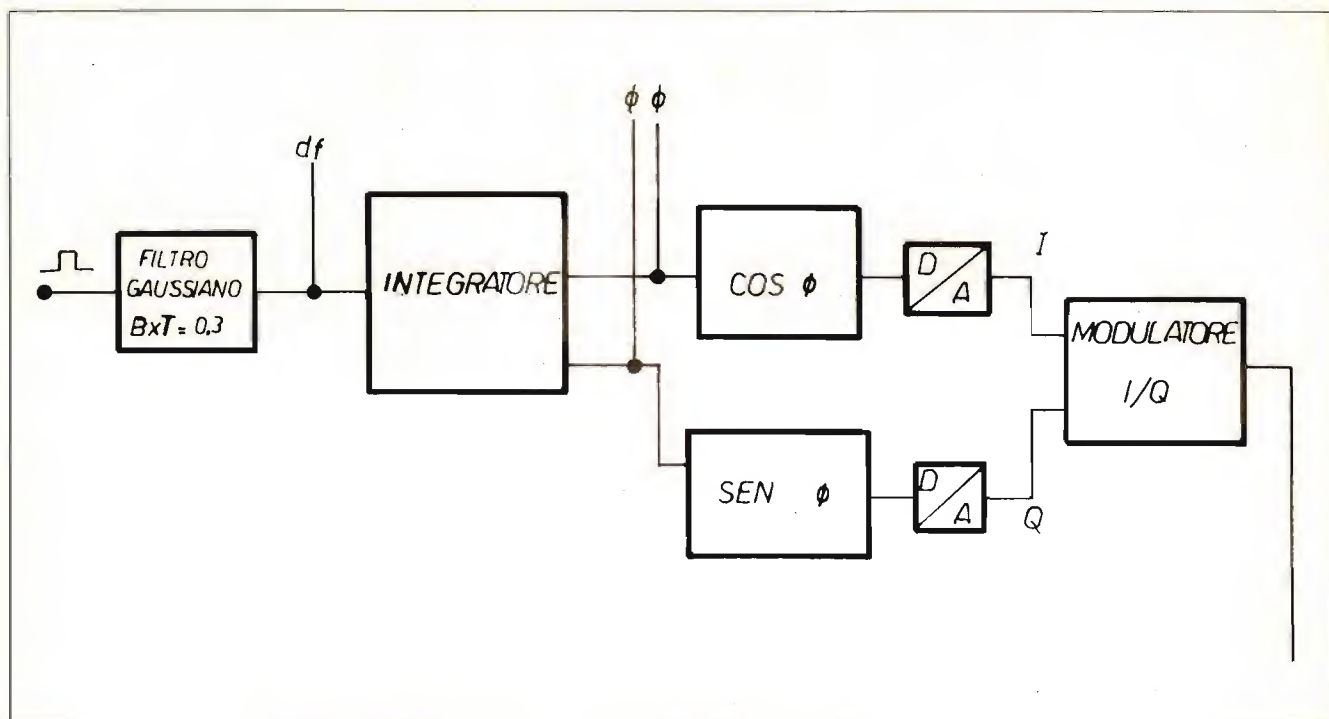 φ φ
df
FILTRO
GAUSSIANO
BxT = 0.3
INTEGRATORE
COS φ
D
A
I
MODULATORE
I/Q
SEN φ
D
A
Q